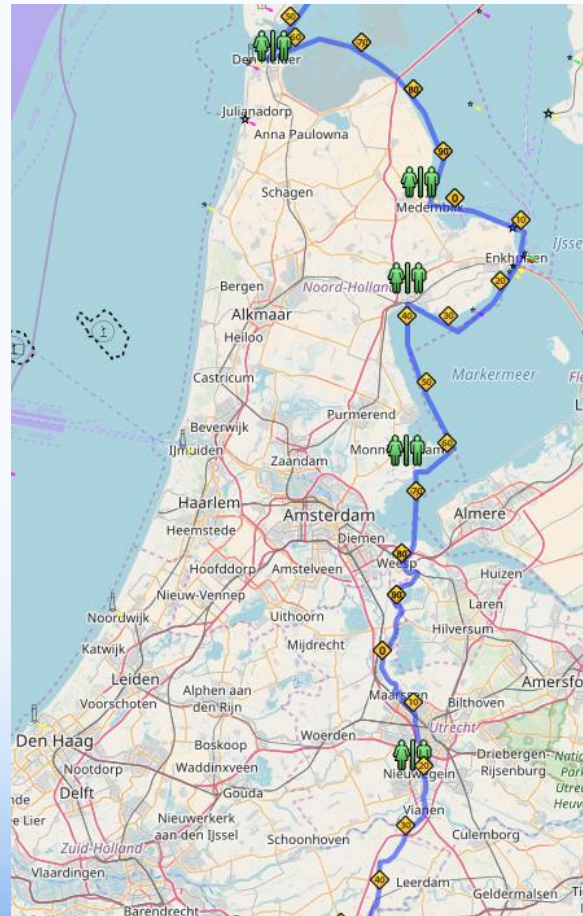 50
60
70
Den Helder
80
Julianadorp
Anna Paulowna
90
Schagen
Medemblik
0
10
Enkhuizen
IJssel
Bergen
Noord-Holland
20
Alkmaar
40
30
Heiloo
Castricum
50
Markermeer
Purmerend
Beverwijk
60
Monnickendam
IJmuiden
Zaandam
70
Haarlem
Amsterdam
Almere
Heemstede
Diemen
80
Weesp
Hoofddorp
Amstelveen
Huizen
Nieuw-Vennep
90
Laren
Noordwijk
Uithoorn
Hilversum
Mijdrecht
0
Katwijk
Leiden
Amersfo
Voorschoten
Alphen aan
den Rijn
Maarssen
10
Bilthoven
Utrecht
Den Haag
Woerden
Boskoop
Driebergen-
Rijsenburg
Nootdorp
Waddinxveen
20
Nieuwegein
Delft
Gouda
Vianen
Lier
Nieuwerkerk
aan den IJssel
30
Culemborg
Schoonhoven
Zuid-Holland
Vlaardingen
40
Leerdam
Geldermalsen
Barendrecht